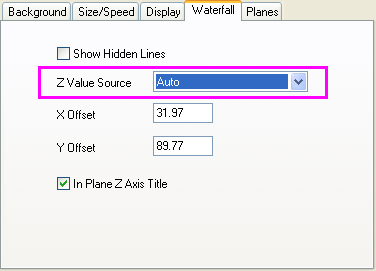 Background Size/Speed Display Waterfall Planes
Show Hidden Lines
Z Value Source Auto
X Offset 31.97
Y Offset 89.77
In Plane Z Axis Title